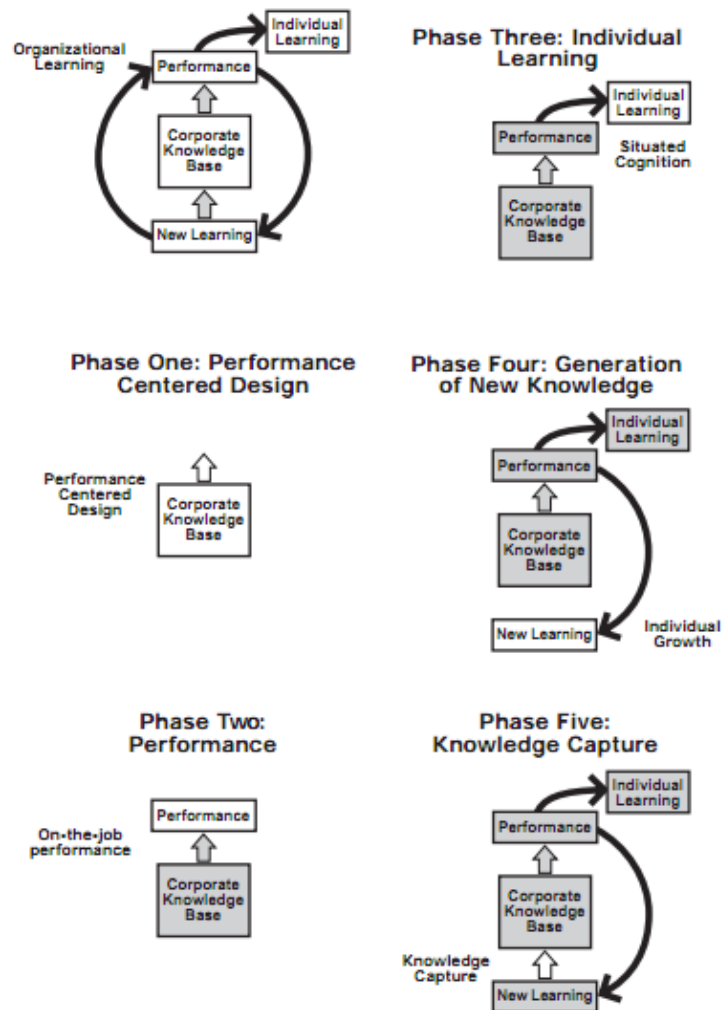 Organizational
Learning
Individual
Learning
Performance
Corporate
Knowledge
Base
New Learning
Phase One: Performance
Centered Design
Performance
Centered
Design
Corporate
Knowledge
Base
Phase Two:
Performance
Performance
On-the-job
performance
Corporate
Knowledge
Base
Phase Three: Individual
Learning
Individual
Learning
Performance
Situated
Cognition
Corporate
Knowledge
Base
Phase Four: Generation
of New Knowledge
Individual
Learning
Performance
Corporate
Knowledge
Base
New Learning
Individual
Growth
Phase Five:
Knowledge Capture
Individual
Learning
Performance
Corporate
Knowledge
Base
Knowledge
Capture
New Learning